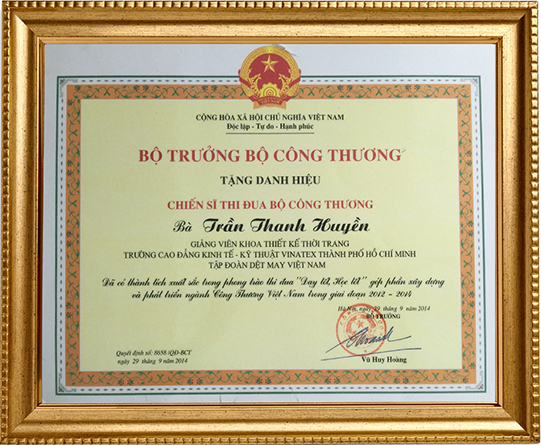 CỘNG HÒA XÃ HỘI CHỦ NGHĨA VIỆT NAM
Độc lập - Tự do - Hạnh phúc
BỘ TRƯỞNG BỘ CÔNG THƯƠNG
TẶNG DANH HIỆU
CHIẾN SĨ THI ĐUA BỘ CÔNG THƯƠNG
Bà Trần Thanh Huyền
GIẢNG VIÊN KHOA THIẾT KẾ THỜI TRANG
TRƯỜNG CAO ĐẲNG KINH TẾ - KỸ THUẬT VINATEX THÀNH PHỐ HỒ CHÍ MINH
TẬP ĐOÀN DỆT MAY VIỆT NAM
Đã có thành tích xuất sắc trong phong trào thi đua "Dạy tốt, Học tốt" góp phần xây dựng
và phát triển ngành Công Thương Việt Nam trong giai đoạn 2012 - 2014
Hà Nội, ngày 29 tháng 9 năm 2014
BỘ TRƯỞNG
Quyết định số: 8658 /QĐ-BCT
ngày 29 tháng 9 năm 2014
Vũ Huy Hoàng